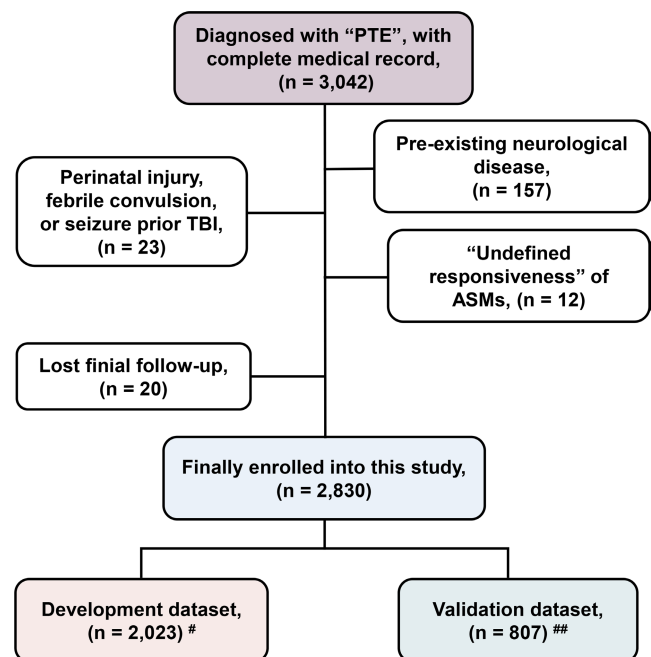 Diagnosed with “PTE”, with
complete medical record,
(n = 3,042)
Pre-existing neurological
disease,
(n = 157)
Perinatal injury,
febrile convulsion,
or seizure prior TBI,
(n = 23)
“Undefined
responsiveness” of
ASMs, (n = 12)
Lost finial follow-up,
(n = 20)
Finally enrolled into this study,
(n = 2,830)
Development dataset,
(n = 2,023) #
Validation dataset,
(n = 807) ##